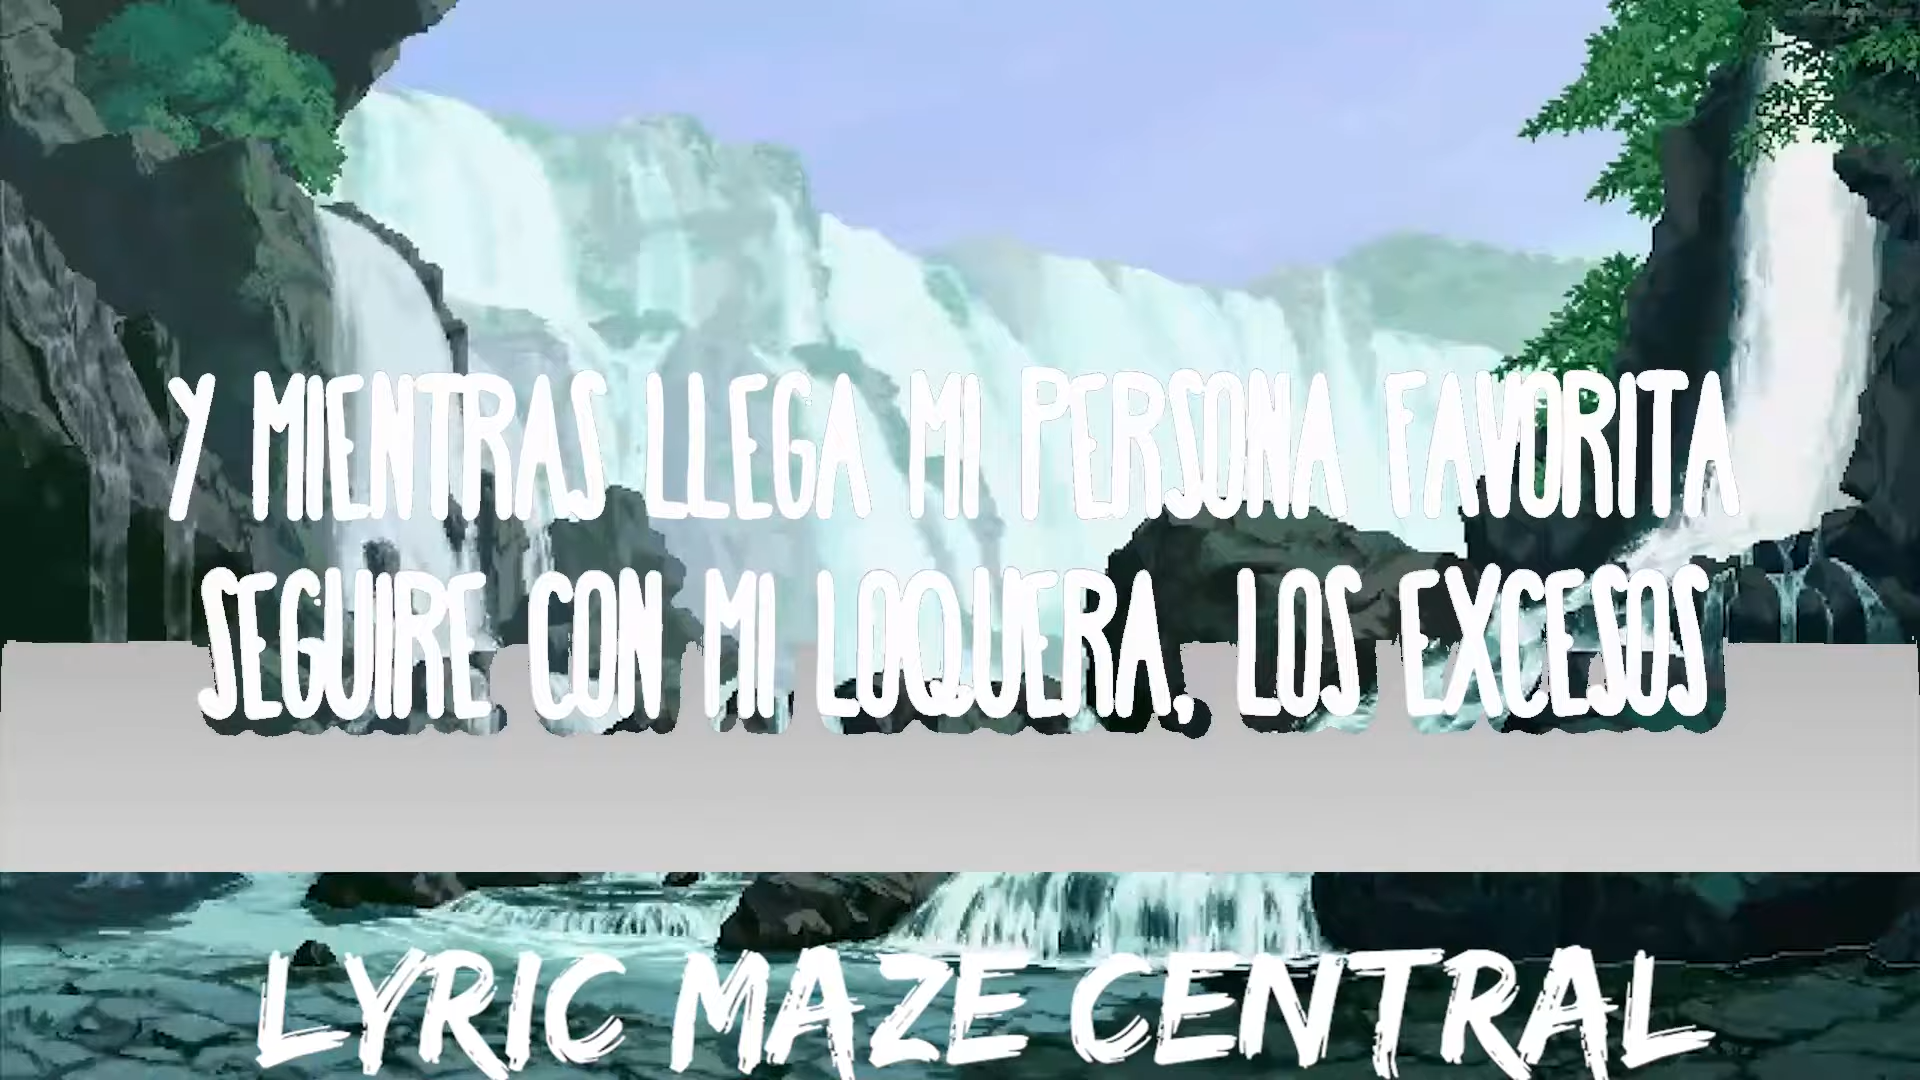 Y MIENTRAS LLEGA MI PERSONA FAVORITA
SEGUIRE CON MI LOQUERA, LOS EXCESOS
LYRIC MAZE CENTRAL